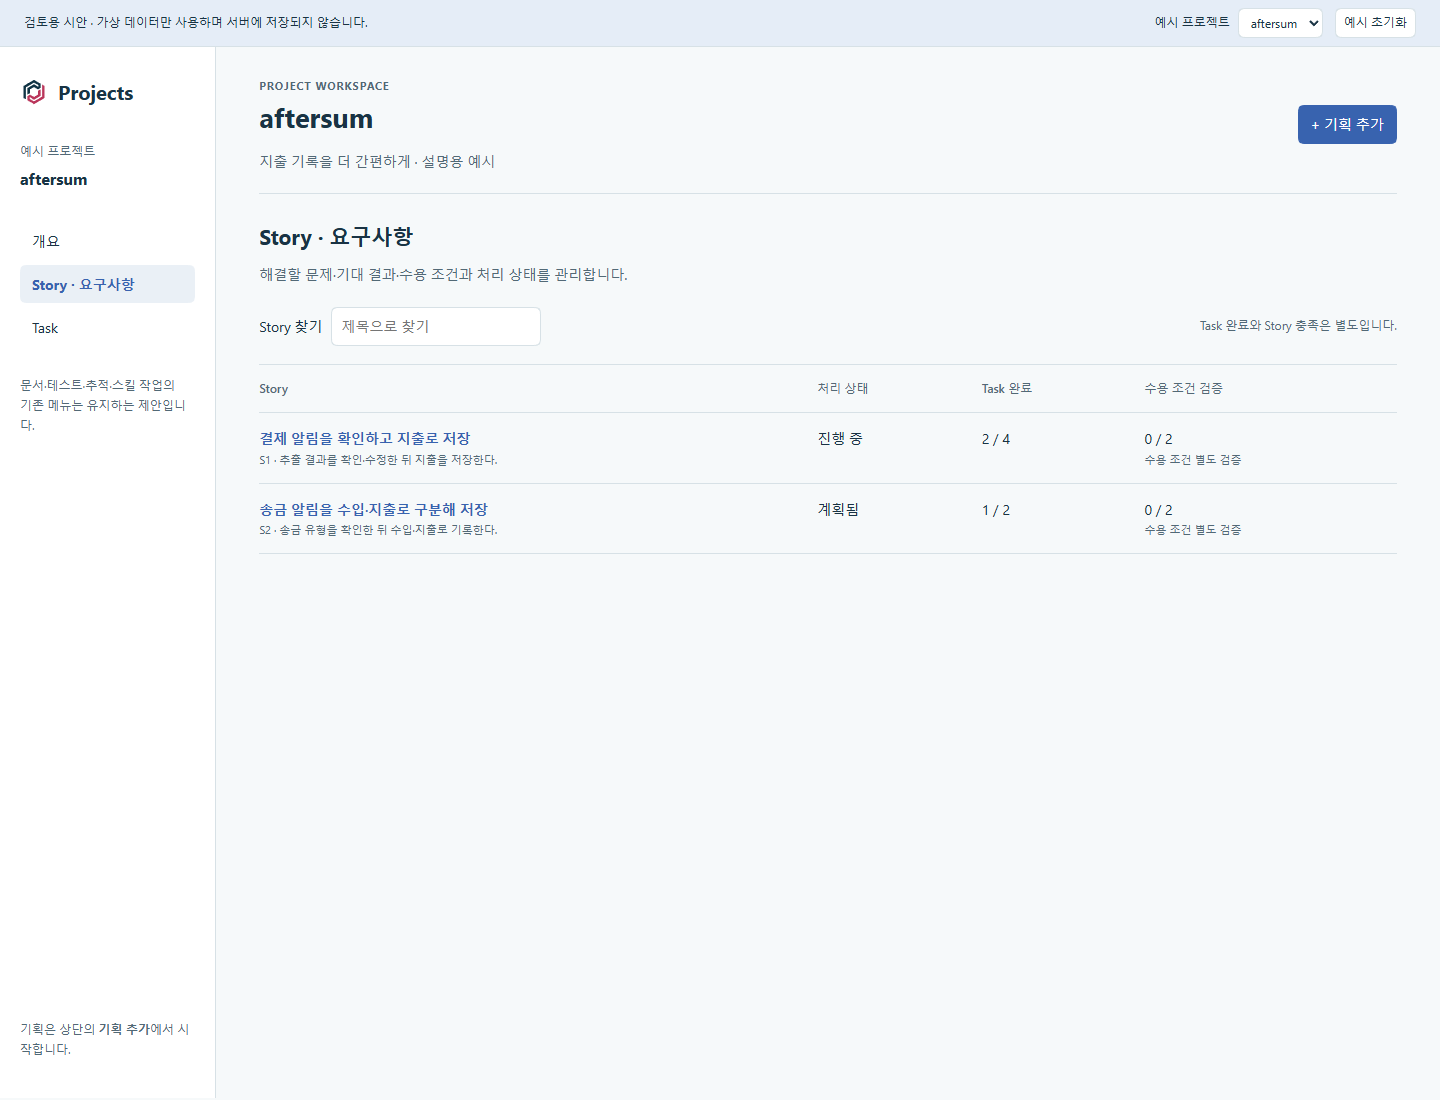 검토용 시안 · 가상 데이터만 사용하며 서버에 저장되지 않습니다.
예시 프로젝트 aftersum 예시 초기화
Projects
예시 프로젝트
aftersum
개요
Story · 요구사항
Task
문서·테스트·추적·스킬 작업의
기존 메뉴는 유지하는 제안입니
다.
기획은 상단의 기획 추가에서 시
작합니다.
PROJECT WORKSPACE
aftersum
+ 기획 추가
지출 기록을 더 간편하게 · 설명용 예시
Story · 요구사항
해결할 문제·기대 결과·수용 조건과 처리 상태를 관리합니다.
Story 찾기 제목으로 찾기
Task 완료와 Story 충족은 별도입니다.
Story 처리 상태 Task 완료 수용 조건 검증
결제 알림을 확인하고 지출로 저장 진행 중 2 / 4 0 / 2
S1 · 추출 결과를 확인·수정한 뒤 지출을 저장한다. 수용 조건 별도 검증
송금 알림을 수입·지출로 구분해 저장 계획됨 1 / 2 0 / 2
S2 · 송금 유형을 확인한 뒤 수입·지출로 기록한다. 수용 조건 별도 검증